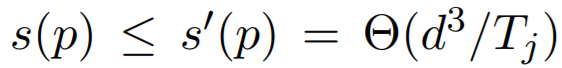 s(p) ≤ s′(p) = Θ(d³/Tⱼ)